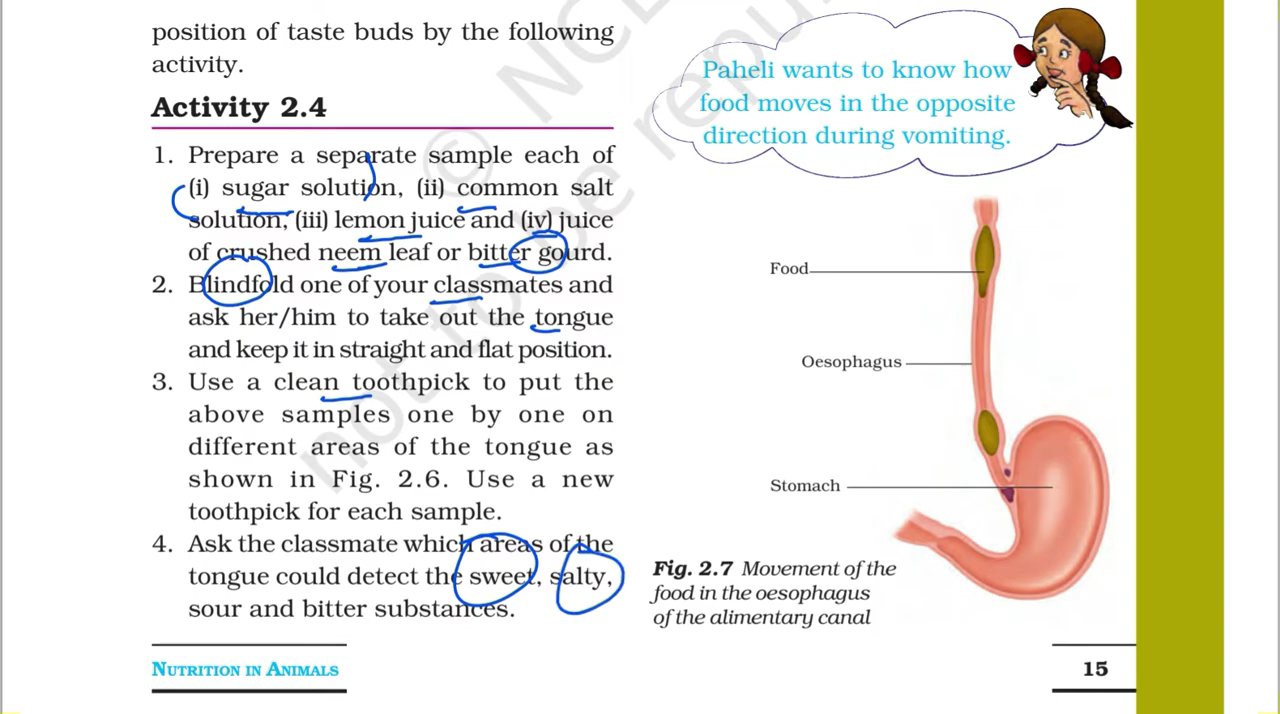 position of taste buds by the following
activity.
Activity 2.4
1. Prepare a separate sample each of
(i) sugar solution, (ii) common salt
solution, (iii) lemon juice and (iv) juice
of crushed neem leaf or bitter gourd.
2. Blindfold one of your classmates and
ask her/him to take out the tongue
and keep it in straight and flat position.
3. Use a clean toothpick to put the
above samples one by one on
different areas of the tongue as
shown in Fig. 2.6. Use a new
toothpick for each sample.
4. Ask the classmate which areas of the
tongue could detect the sweet, salty,
sour and bitter substances.
Paheli wants to know how
food moves in the opposite
direction during vomiting.
Food
Oesophagus
Stomach
Fig. 2.7 Movement of the
food in the oesophagus
of the alimentary canal
NUTRITION IN ANIMALS
15
© NCE
not to be repu